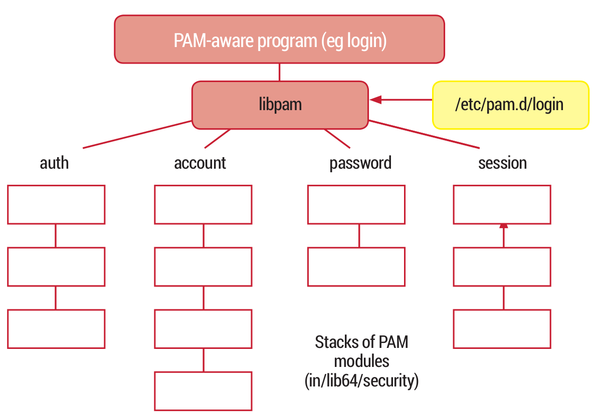 PAM-aware program (eg login)
libpam
/etc/pam.d/login
auth
account
password
session
Stacks of PAM
modules
(in/lib64/security)